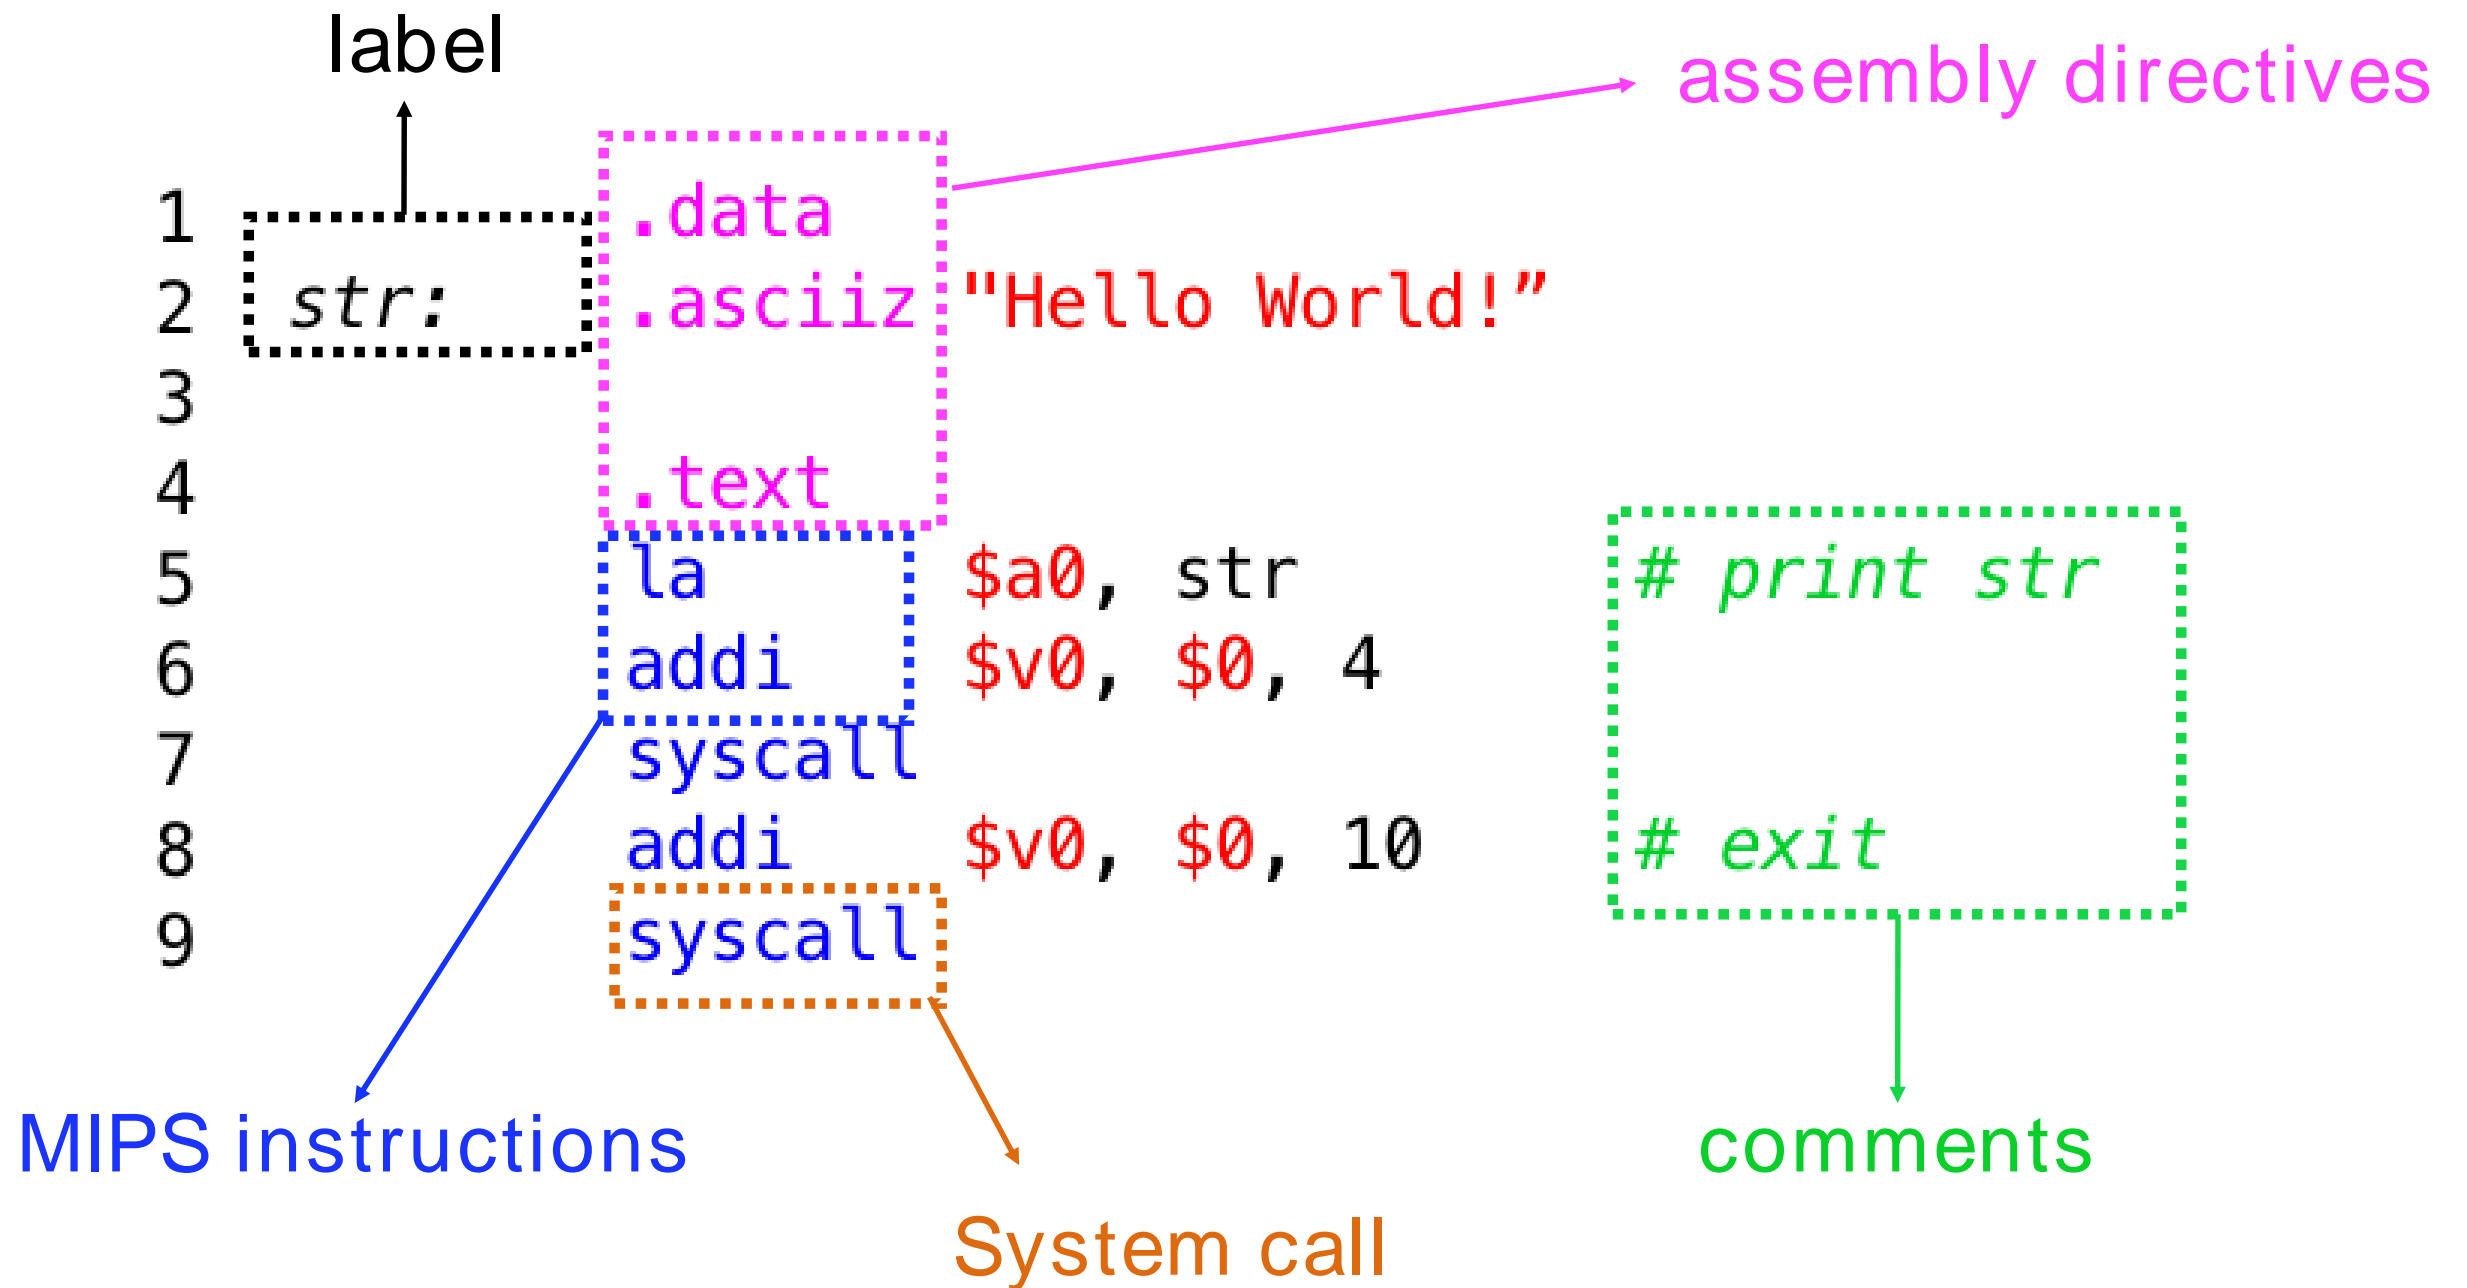 label
assembly directives
1 .data
2 str: .asciiz "Hello World!”
3
4 .text
5 la $a0, str # print str
6 addi $v0, $0, 4
7 syscall
8 addi $v0, $0, 10 # exit
9 syscall
MIPS instructions
comments
System call